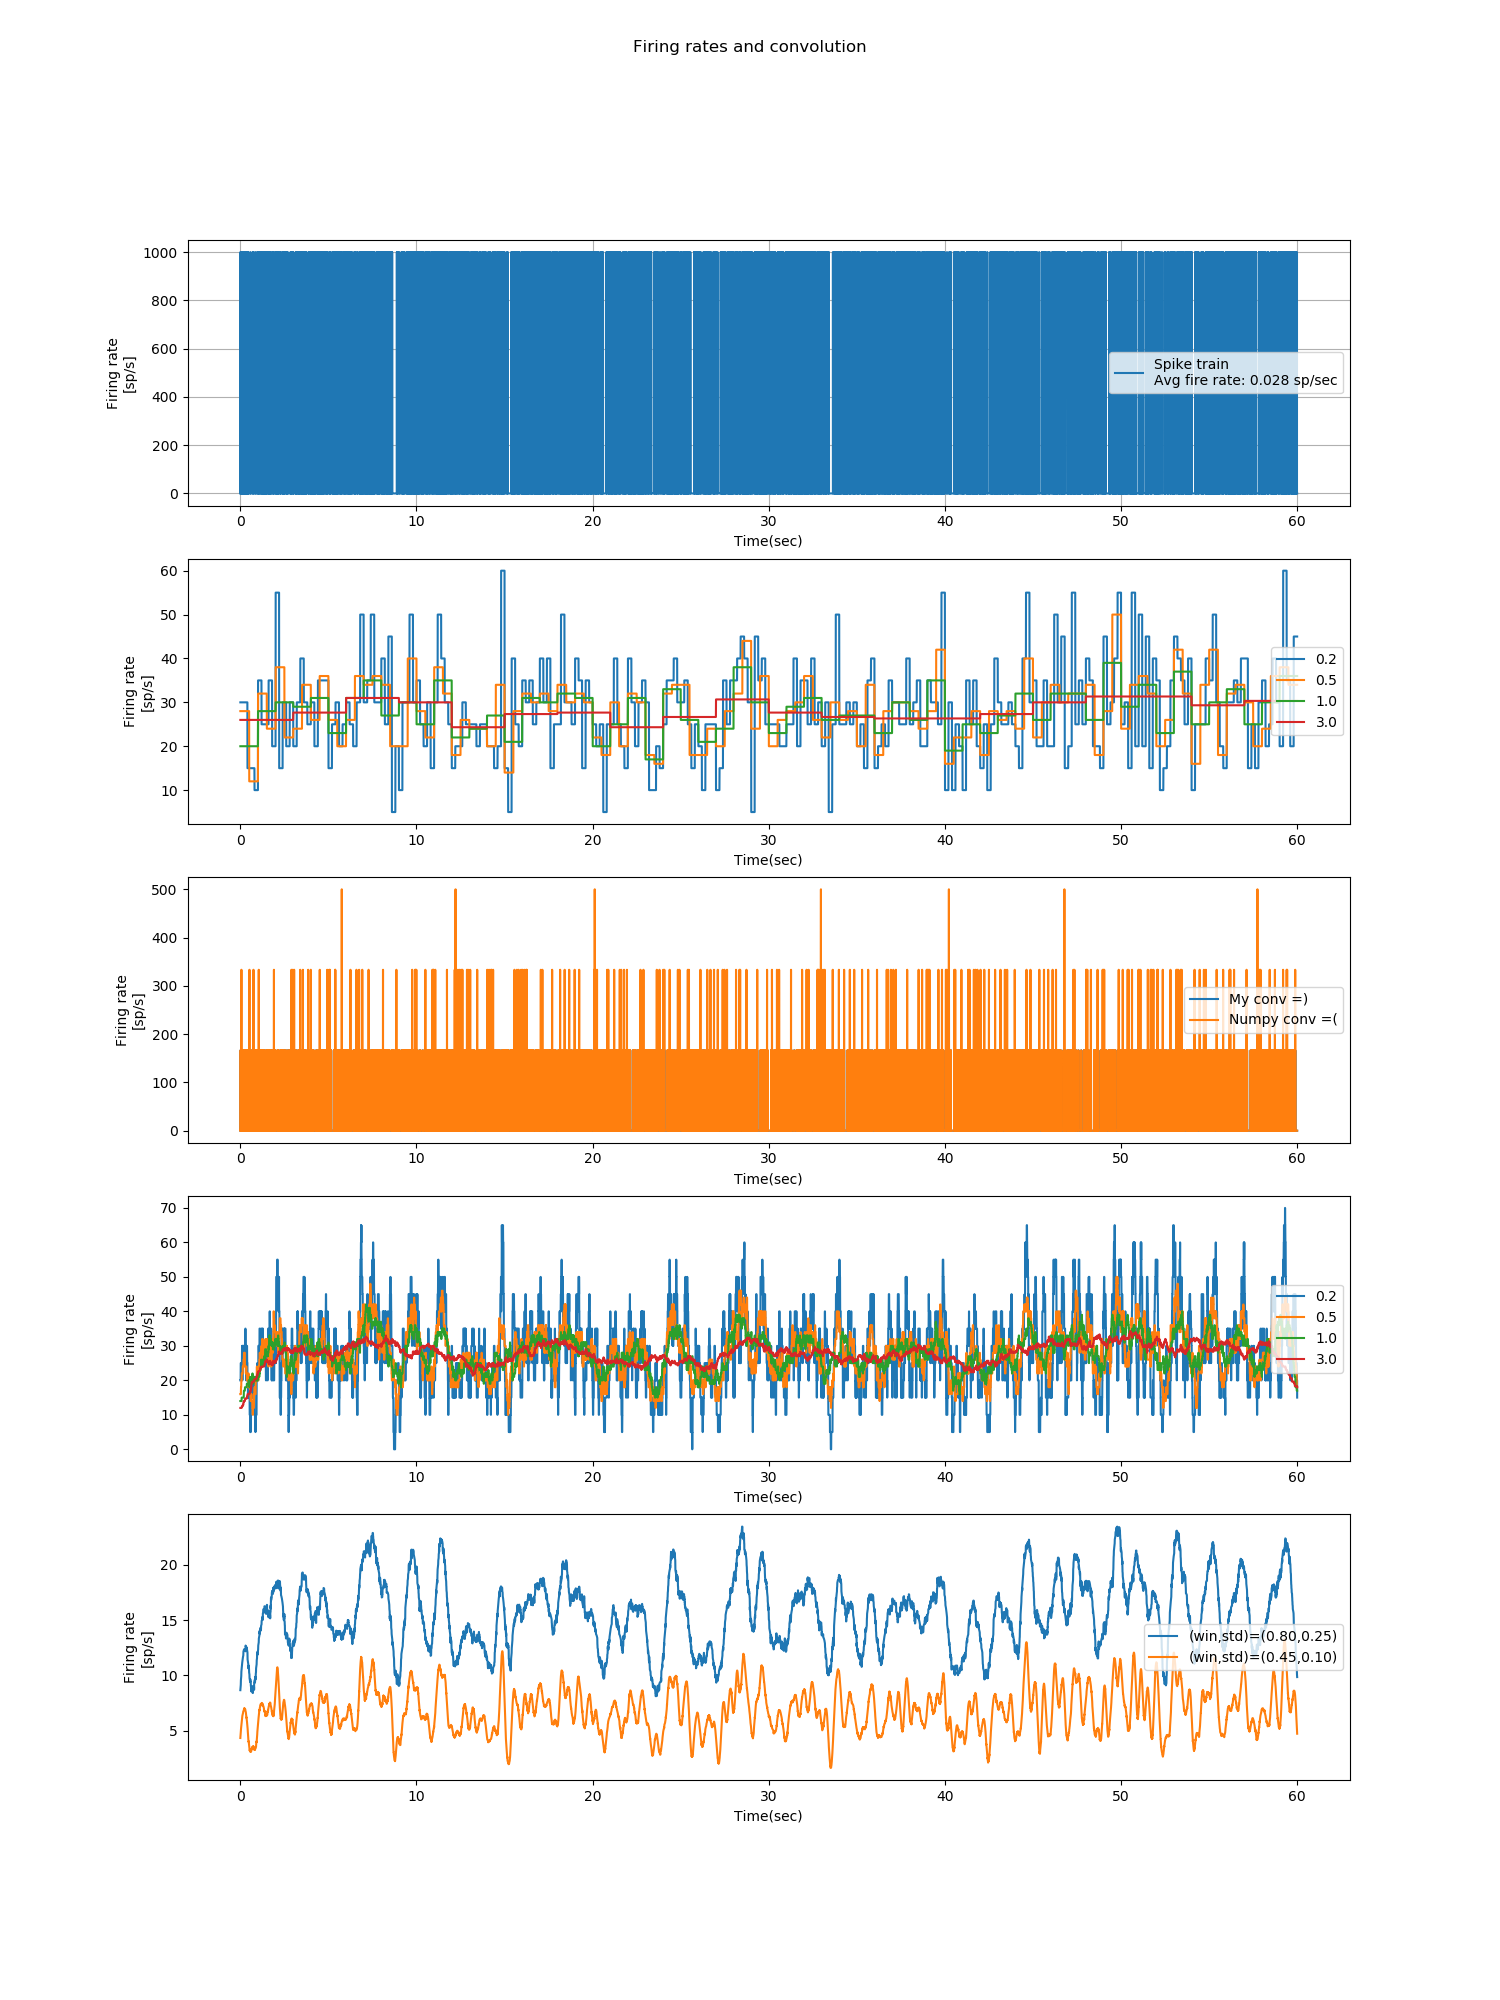 Firing rates and convolution
1000
800
600
400
200
0
Firing rate
[sp/s]
Spike train
Avg fire rate: 0.028 sp/sec
0 10 20 30 40 50 60
Time(sec)
60
50
40
30
20
10
Firing rate
[sp/s]
0.2
0.5
1.0
3.0
0 10 20 30 40 50 60
Time(sec)
500
400
300
200
100
0
Firing rate
[sp/s]
My conv =)
Numpy conv =(
0 10 20 30 40 50 60
Time(sec)
70
60
50
40
30
20
10
0
Firing rate
[sp/s]
0.2
0.5
1.0
3.0
0 10 20 30 40 50 60
Time(sec)
20
15
10
5
Firing rate
[sp/s]
(win,std)=(0.80,0.25)
(win,std)=(0.45,0.10)
0 10 20 30 40 50 60
Time(sec)